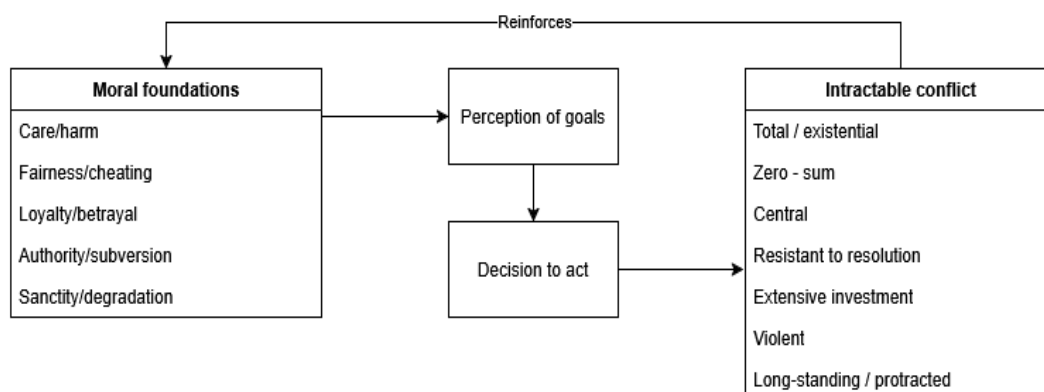 Reinforces
Moral foundations
Care/harm
Fairness/cheating
Loyalty/betrayal
Authority/subversion
Sanctity/degradation
Perception of goals
Decision to act
Intractable conflict
Total / existential
Zero - sum
Central
Resistant to resolution
Extensive investment
Violent
Long-standing / protracted